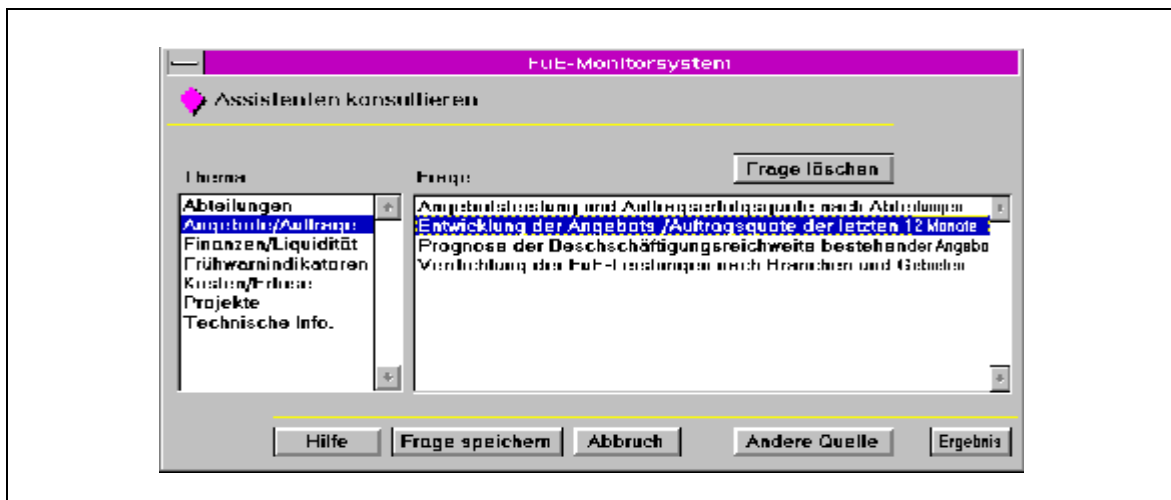 FuE-Monitorsystem
Assistenten konsultieren
Frage löschen
Thema
Frage
Abteilungen
Angebote/Aufträge
Finanzen/Liquidität
Frühwarnindikatoren
Kosten/Erlöse
Projekte
Technische Info.
Angebotsleistung und Auftragserfolgsquote nach Abteilungen
Entwicklung der Angebots-/Auftragsquote der letzten 12 Monate
Prognose der Beschäftigungsreichweite bestehender Angebo
der FuE-Leistungen nach Branchen und Gebieten
Hilfe
Frage speichern
Abbruch
Andere Quelle
Ergebnis